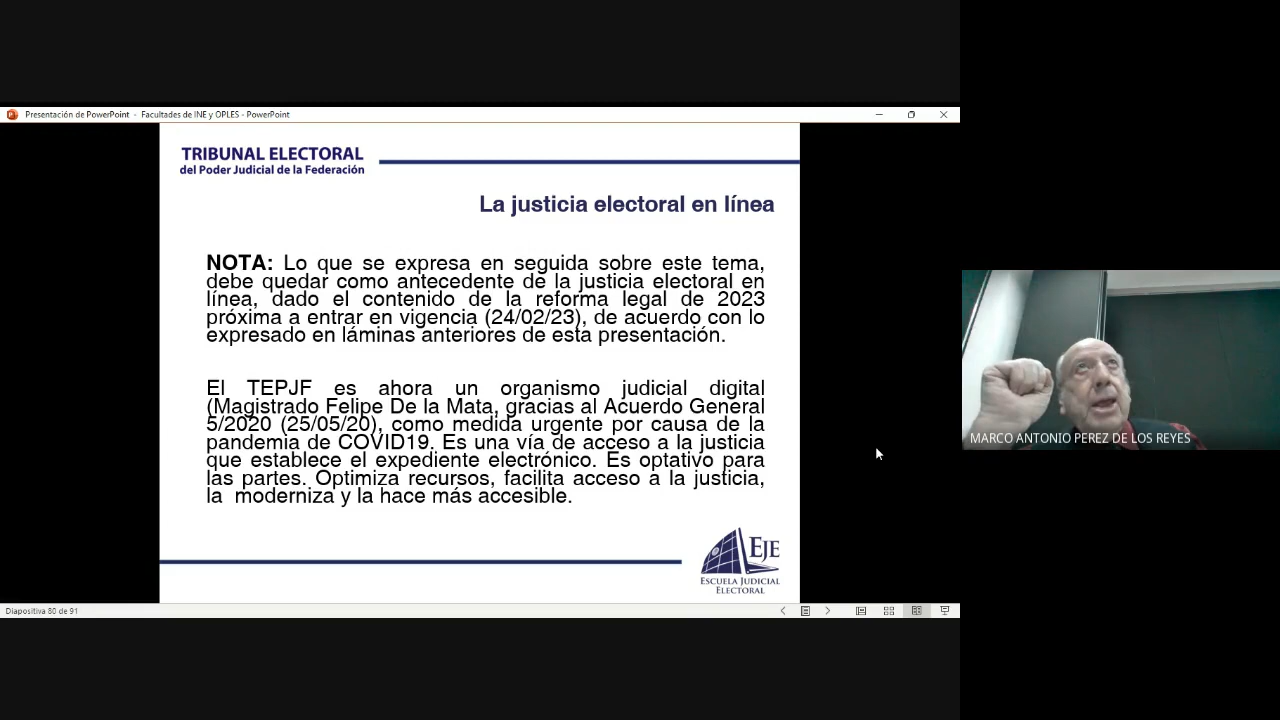 Presentación de PowerPoint - Facultades de INE y OPLES - PowerPoint
TRIBUNAL ELECTORAL
del Poder Judicial de la Federación
La justicia electoral en línea
NOTA: Lo que se expresa en seguida sobre este tema,
debe quedar como antecedente de la justicia electoral en
línea, dado el contenido de la reforma legal de 2023
próxima a entrar en vigencia (24/02/23), de acuerdo con lo
expresado en láminas anteriores de esta presentación.
El TEPJF es ahora un organismo judicial digital
(Magistrado Felipe De la Mata, gracias al Acuerdo General
5/2020 (25/05/20), como medida urgente por causa de la
pandemia de COVID19. Es una vía de acceso a la justicia
que establece el expediente electrónico. Es optativo para
las partes. Optimiza recursos, facilita acceso a la justicia,
la moderniza y la hace más accesible.
EJE
ESCUELA JUDICIAL
ELECTORAL
Diapositiva 80 de 91
MARCO ANTONIO PEREZ DE LOS REYES